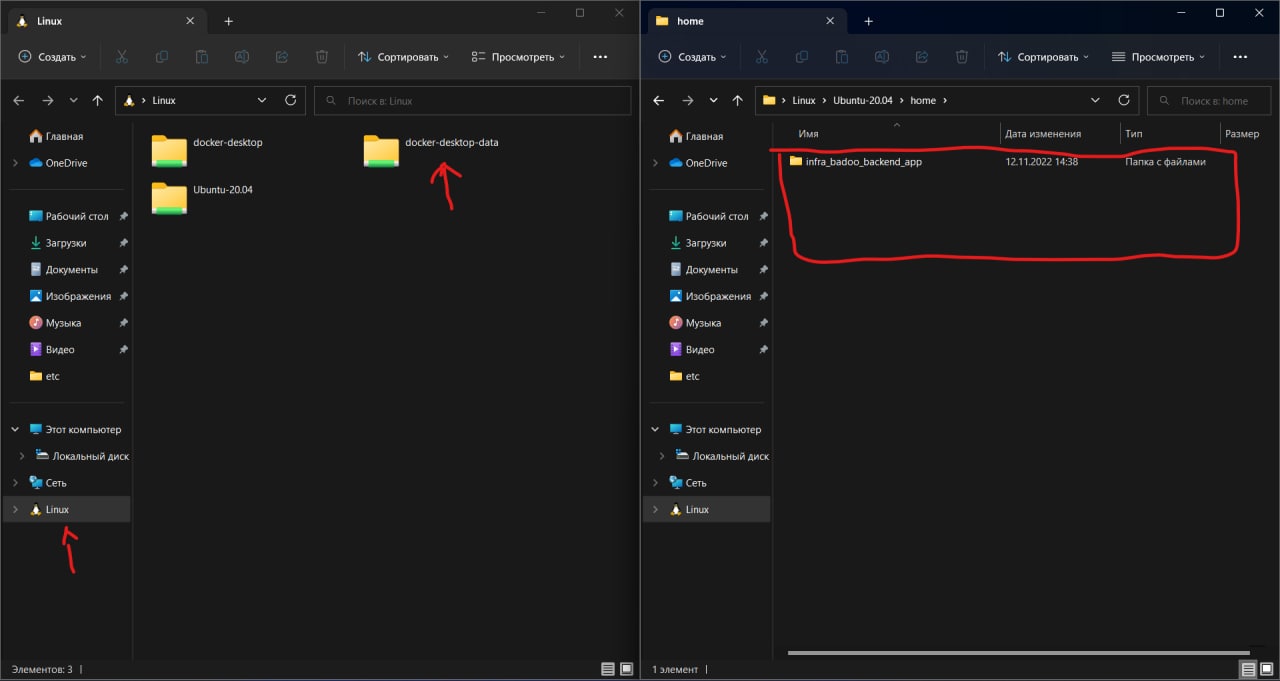 Linux
Создать
Сортировать
Просмотреть
Linux
Поиск в: Linux
Главная
OneDrive
Рабочий стол
Загрузки
Документы
Изображения
Музыка
Видео
etc
Этот компьютер
Локальный диск
Сеть
Linux
docker-desktop
docker-desktop-data
Ubuntu-20.04
Элементов: 3
home
Создать
Сортировать
Просмотреть
Linux Ubuntu-20.04 home
Поиск в: home
Главная
OneDrive
Рабочий стол
Загрузки
Документы
Изображения
Музыка
Видео
etc
Этот компьютер
Локальный диск
Сеть
Linux
Имя Дата изменения Тип Размер
infra_badoo_backend_app 12.11.2022 14:38 Папка с файлами
1 элемент